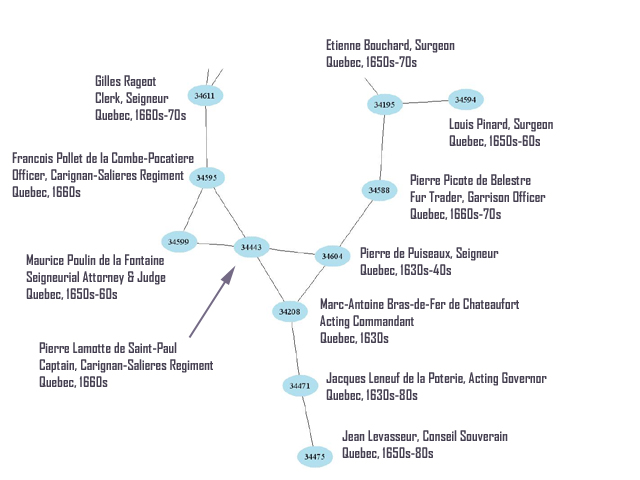 Etienne Bouchard, Surgeon
Quebec, 1650s-70s
Gilles Rageot
Clerk, Seigneur
Quebec, 1660s-70s
34611
34195
34594
Louis Pinard, Surgeon
Quebec, 1650s-60s
Francois Pollet de la Combe-Pocatiere
Officer, Carignan-Salieres Regiment
Quebec, 1660s
34595
34588
Pierre Picote de Belestre
Fur Trader, Garrison Officer
Quebec, 1660s-70s
34599
34443
34604
Pierre de Puiseaux, Seigneur
Quebec, 1630s-40s
Maurice Poulin de la Fontaine
Seigneurial Attorney & Judge
Quebec, 1650s-60s
34208
Marc-Antoine Bras-de-Fer de Chateaufort
Acting Commandant
Quebec, 1630s
Pierre Lamotte de Saint-Paul
Captain, Carignan-Salieres Regiment
Quebec, 1660s
34471
Jacques Leneuf de la Poterie, Acting Governor
Quebec, 1630s-80s
34475
Jean Levasseur, Conseil Souverain
Quebec, 1650s-80s